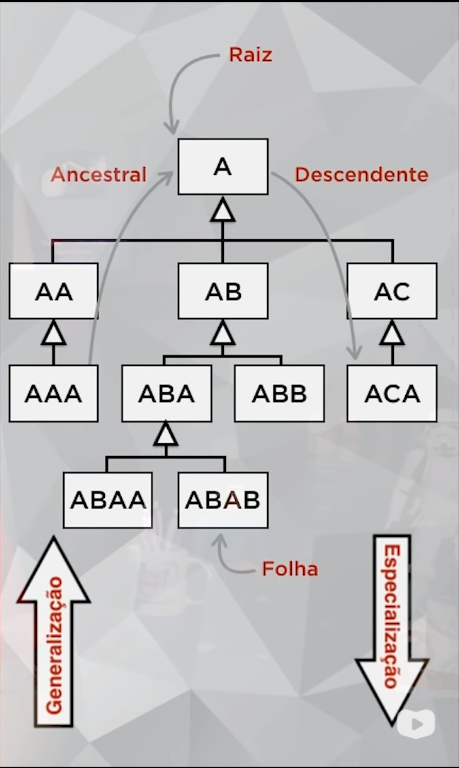 Raiz
A
Ancestral
Descendente
AA
AB
AC
AAA
ABA
ABB
ACA
ABAA
ABAB
Folha
Generalização
Especialização